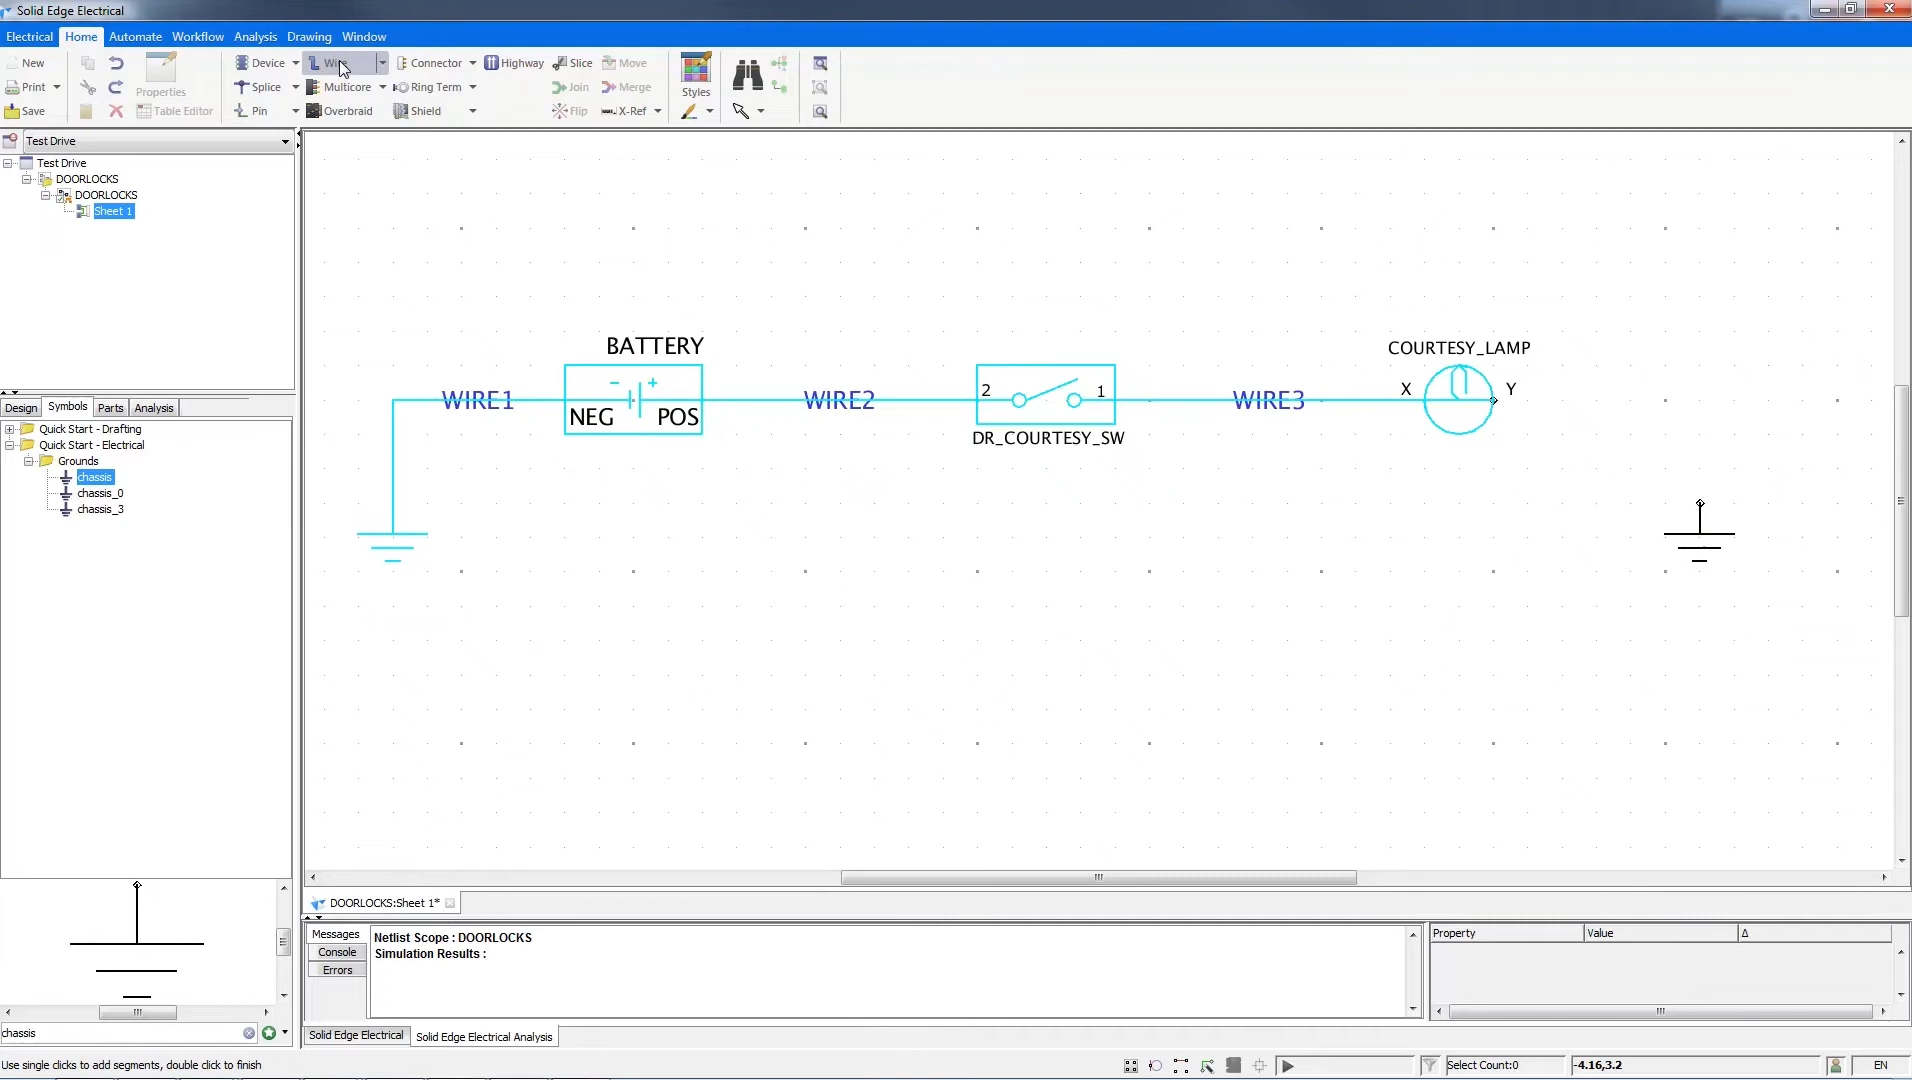 Solid Edge Electrical
Electrical Home Automate Workflow Analysis Drawing Window
New Device Connector Highway Slice Move
Print Properties Splice Multicore Ring Term Join Merge Styles
Save Table Editor Pin Overbraid Shield Flip X-Ref
Test Drive
Test Drive
DOORLOCKS
DOORLOCKS
Sheet 1
Design Symbols Parts Analysis
Quick Start - Drafting
Quick Start - Electrical
Grounds
chassis
chassis_0
chassis_3
chassis
BATTERY
COURTESY_LAMP
WIRE1 WIRE2 2 1 WIRE3 X Y
- +
NEG POS
DR_COURTESY_SW
DOORLOCKS:Sheet 1*
Messages
Console
Errors
Netlist Scope : DOORLOCKS
Simulation Results :
Property Value Δ
Solid Edge Electrical Solid Edge Electrical Analysis
Use single clicks to add segments, double click to finish
Select Count:0 -4.16,3.2 EN